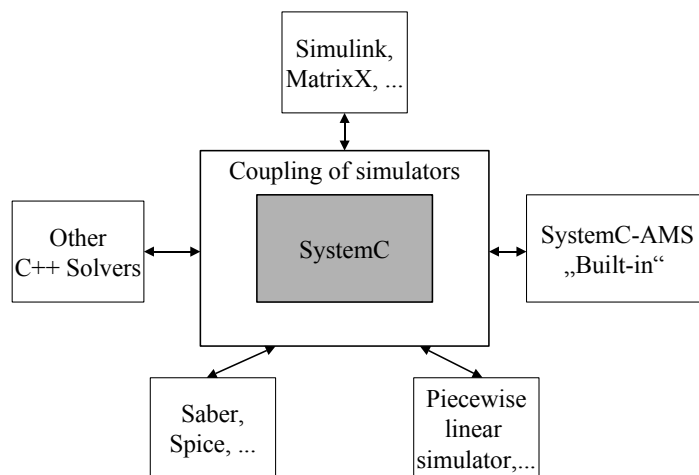 Simulink,
MatrixX, ...
Coupling of simulators
SystemC
Other
C++ Solvers
SystemC-AMS
„Built-in“
Saber,
Spice, ...
Piecewise
linear
simulator,...